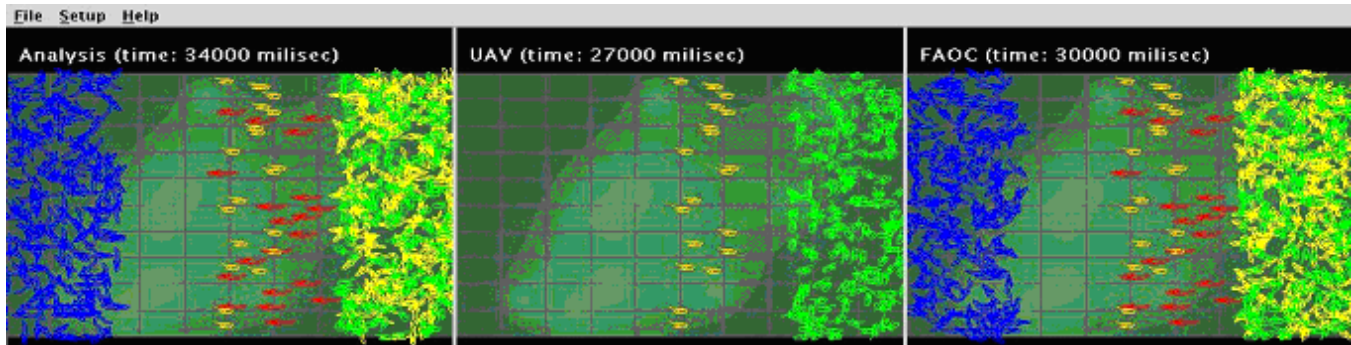 File Setup Help
Analysis (time: 34000 milisec)
UAV (time: 27000 milisec)
FAOC (time: 30000 milisec)